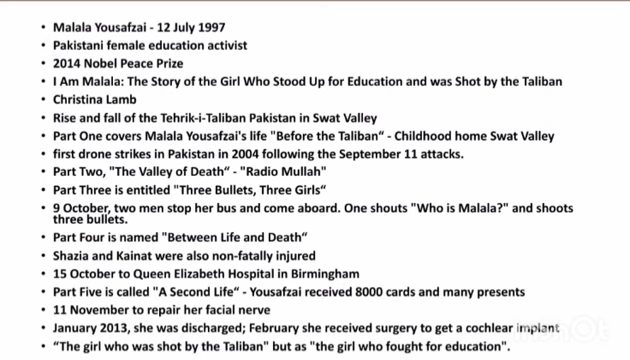 • Malala Yousafzai - 12 July 1997
• Pakistani female education activist
• 2014 Nobel Peace Prize
• I Am Malala: The Story of the Girl Who Stood Up for Education and was Shot by the Taliban
• Christina Lamb
• Rise and fall of the Tehrik-i-Taliban Pakistan in Swat Valley
• Part One covers Malala Yousafzai's life "Before the Taliban“ - Childhood home Swat Valley
• first drone strikes in Pakistan in 2004 following the September 11 attacks.
• Part Two, "The Valley of Death“ - "Radio Mullah"
• Part Three is entitled "Three Bullets, Three Girls“
• 9 October, two men stop her bus and come aboard. One shouts "Who is Malala?" and shoots
three bullets.
• Part Four is named "Between Life and Death“
• Shazia and Kainat were also non-fatally injured
• 15 October to Queen Elizabeth Hospital in Birmingham
• Part Five is called "A Second Life“ - Yousafzai received 8000 cards and many presents
• 11 November to repair her facial nerve
• January 2013, she was discharged; February she received surgery to get a cochlear implant
• “The girl who was shot by the Taliban" but as "the girl who fought for education".